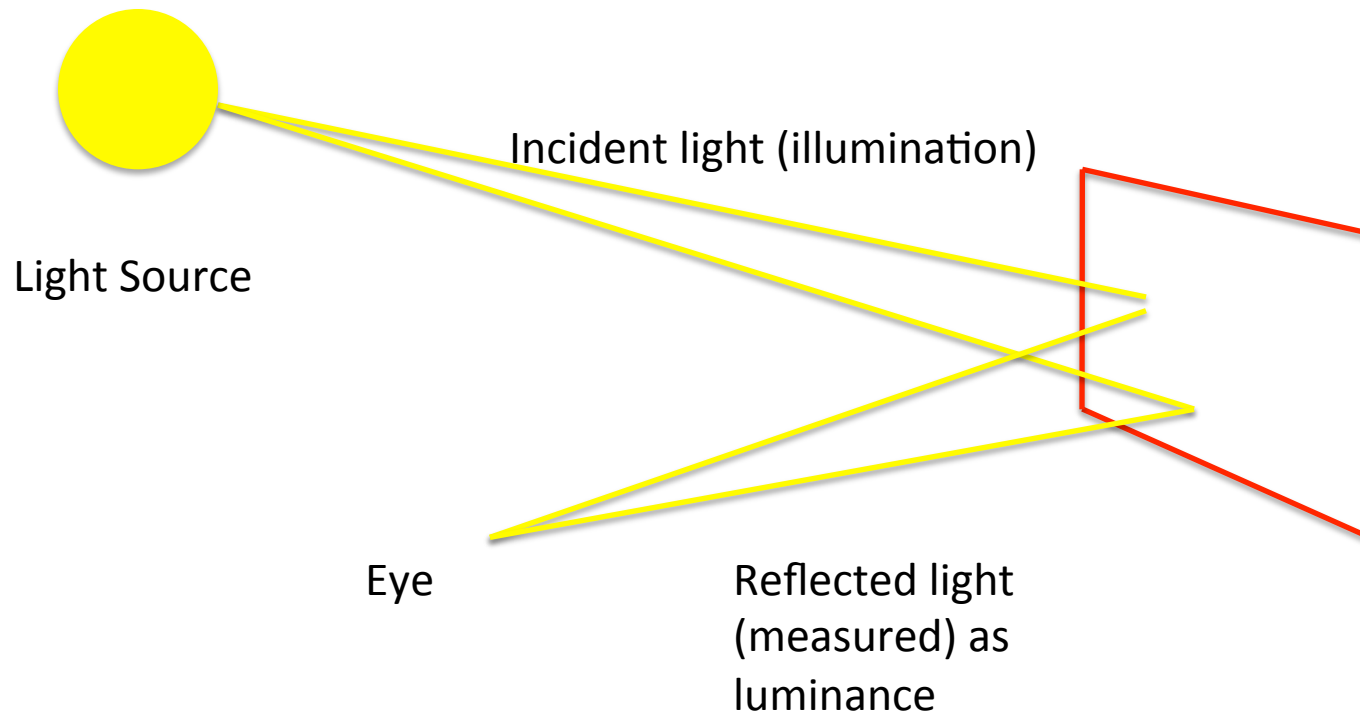 Incident light (illumination)
Light Source
Eye
Reflected light
(measured) as
luminance